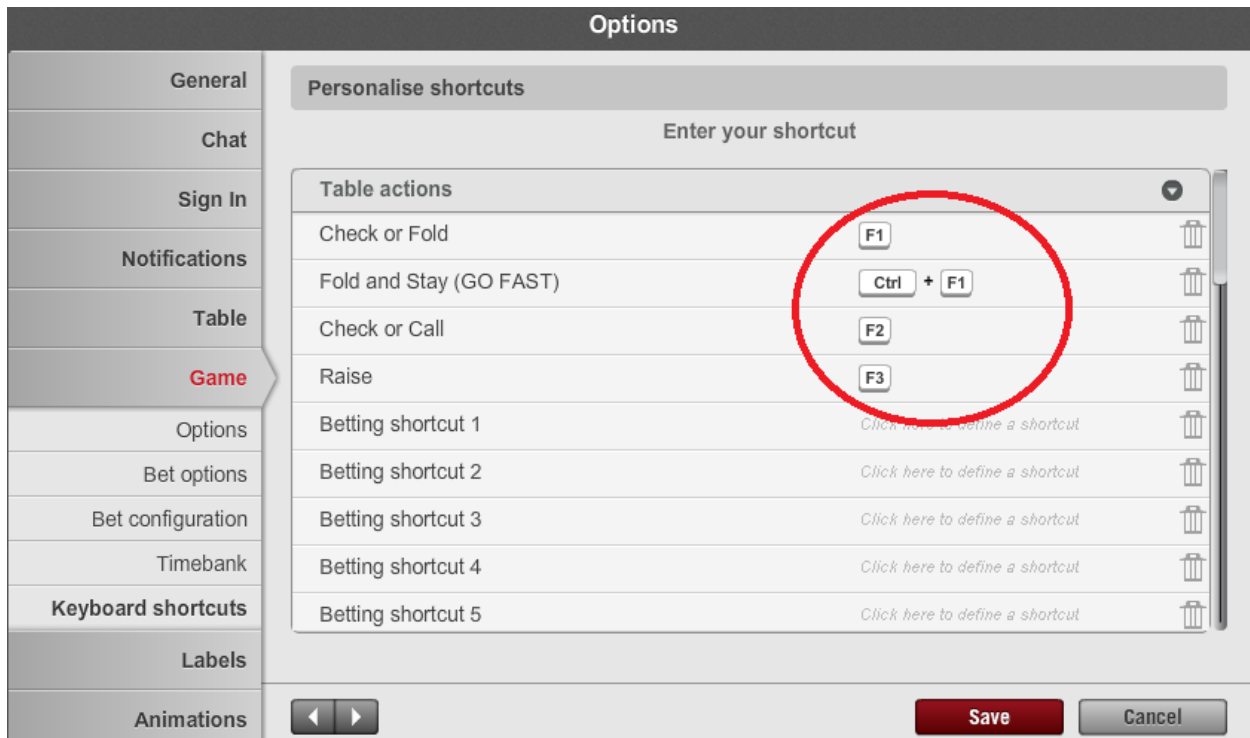 Options
General
Chat
Sign In
Notifications
Table
Game
Options
Bet options
Bet configuration
Timebank
Keyboard shortcuts
Labels
Animations
Personalise shortcuts
Enter your shortcut
Table actions
Check or Fold F1
Fold and Stay (GO FAST) Ctrl + F1
Check or Call F2
Raise F3
Betting shortcut 1 Click here to define a shortcut
Betting shortcut 2 Click here to define a shortcut
Betting shortcut 3 Click here to define a shortcut
Betting shortcut 4 Click here to define a shortcut
Betting shortcut 5 Click here to define a shortcut
Save Cancel